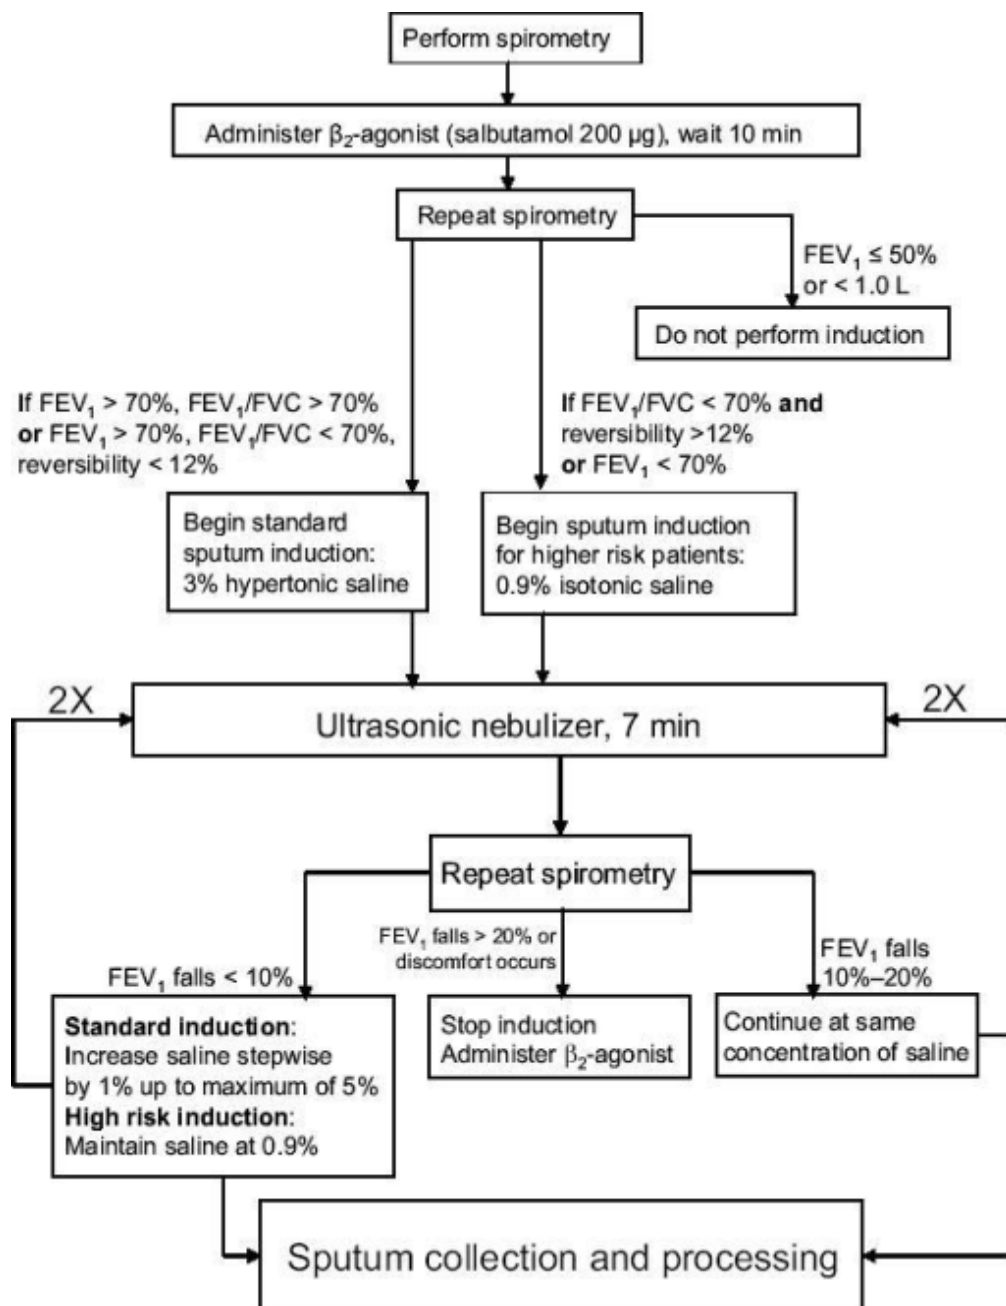 Perform spirometry
Administer β₂-agonist (salbutamol 200 µg), wait 10 min
Repeat spirometry
FEV₁ ≤ 50%
or < 1.0 L
Do not perform induction
If FEV₁ > 70%, FEV₁/FVC > 70%
or FEV₁ > 70%, FEV₁/FVC < 70%,
reversibility < 12%
If FEV₁/FVC < 70% and
reversibility >12%
or FEV₁ < 70%
Begin standard
sputum induction:
3% hypertonic saline
Begin sputum induction
for higher risk patients:
0.9% isotonic saline
2X
2X
Ultrasonic nebulizer, 7 min
Repeat spirometry
FEV₁ falls < 10%
FEV₁ falls > 20% or
discomfort occurs
FEV₁ falls
10%–20%
Standard induction:
Increase saline stepwise
by 1% up to maximum of 5%
High risk induction:
Maintain saline at 0.9%
Stop induction
Administer β₂-agonist
Continue at same
concentration of saline
Sputum collection and processing